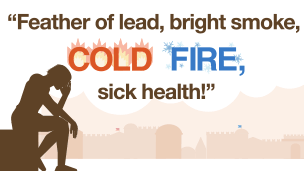 “Feather of lead, bright smoke,
COLD FIRE,
sick health!”